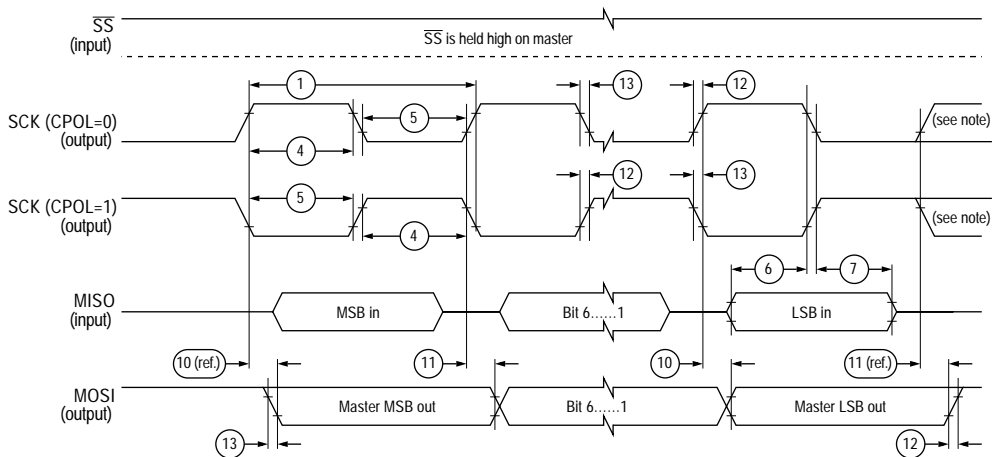 SS
(input)
SS is held high on master
1
13
12
SCK (CPOL=0)
(output)
5
(see note)
4
12
13
SCK (CPOL=1)
(output)
5
(see note)
4
6
7
MISO
(input)
MSB in
Bit 6......1
LSB in
10 (ref.)
11
10
11 (ref.)
MOSI
(output)
Master MSB out
Bit 6......1
Master LSB out
13
12